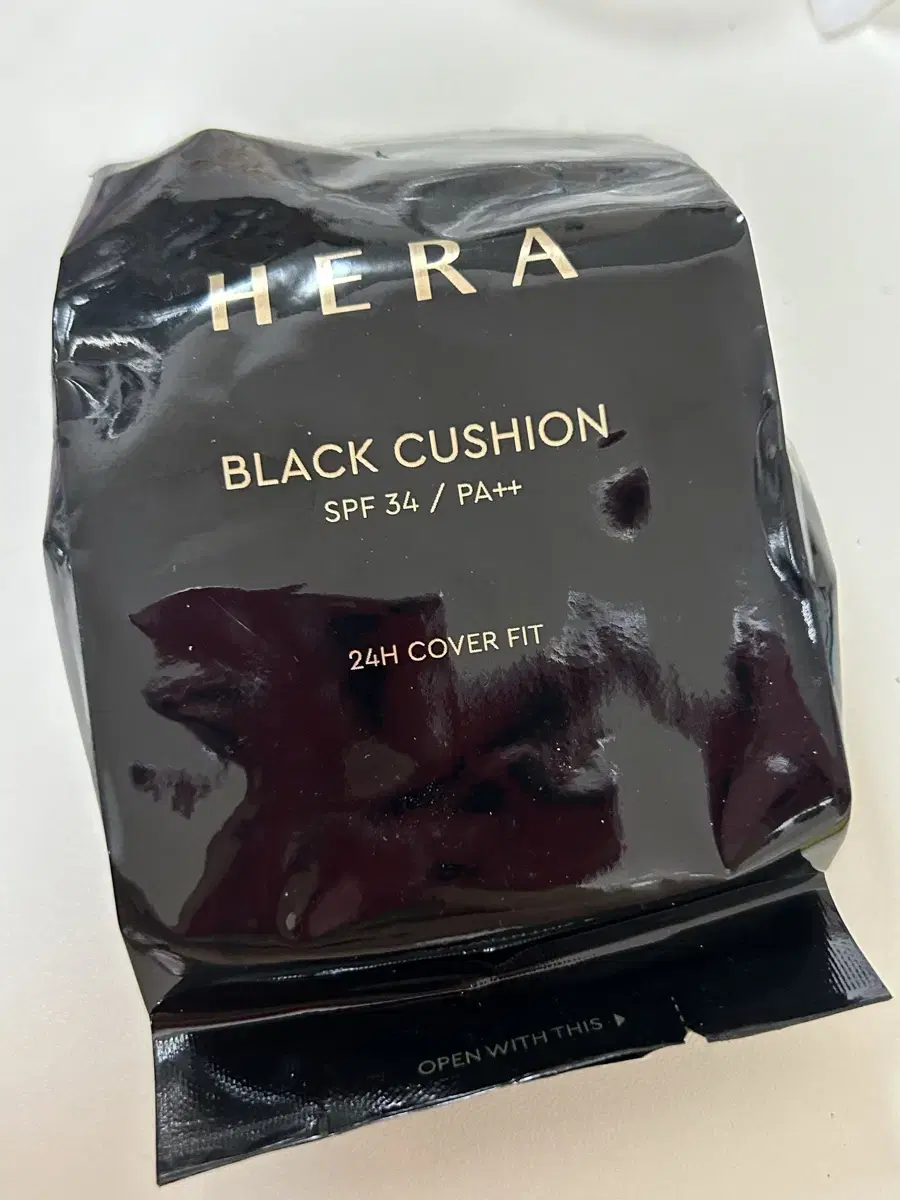 HERA
BLACK CUSHION
SPF 34 / PA++
24H COVER FIT
OPEN WITH THIS ▶